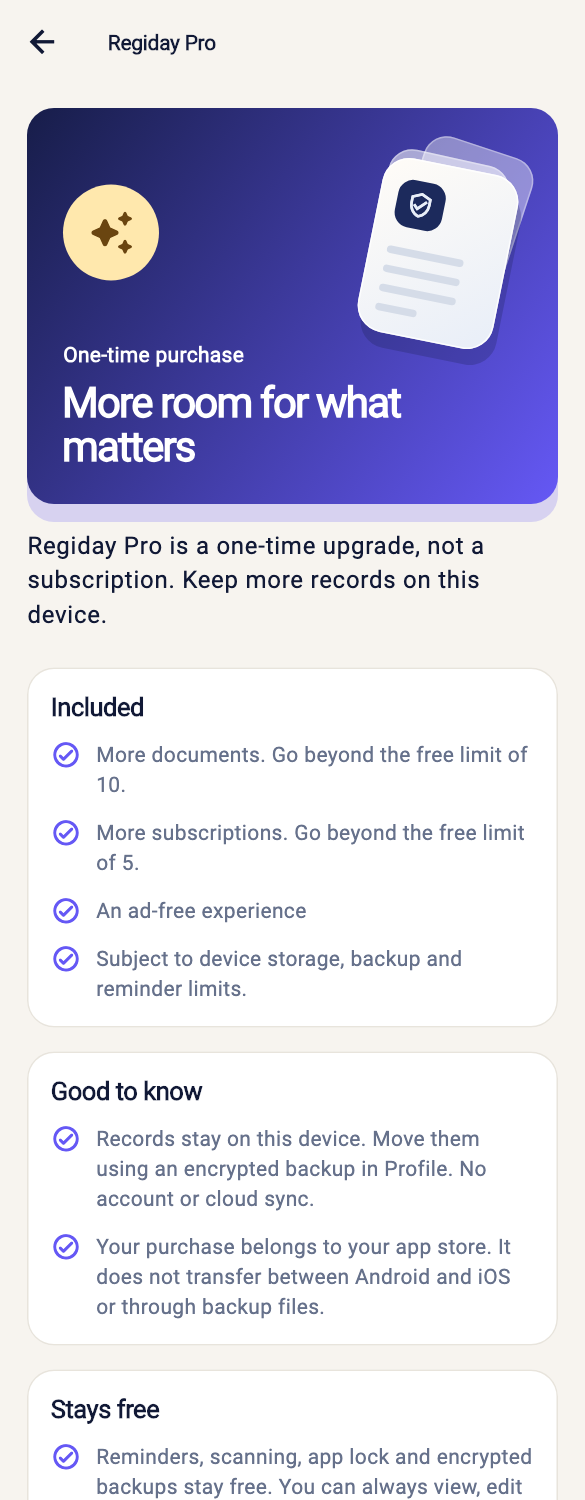 Regiday Pro
One-time purchase
More room for what
matters
Regiday Pro is a one-time upgrade, not a
subscription. Keep more records on this
device.
Included
More documents. Go beyond the free limit of
10.
More subscriptions. Go beyond the free limit
of 5.
An ad-free experience
Subject to device storage, backup and
reminder limits.
Good to know
Records stay on this device. Move them
using an encrypted backup in Profile. No
account or cloud sync.
Your purchase belongs to your app store. It
does not transfer between Android and iOS
or through backup files.
Stays free
Reminders, scanning, app lock and encrypted
backups stay free. You can always view, edit